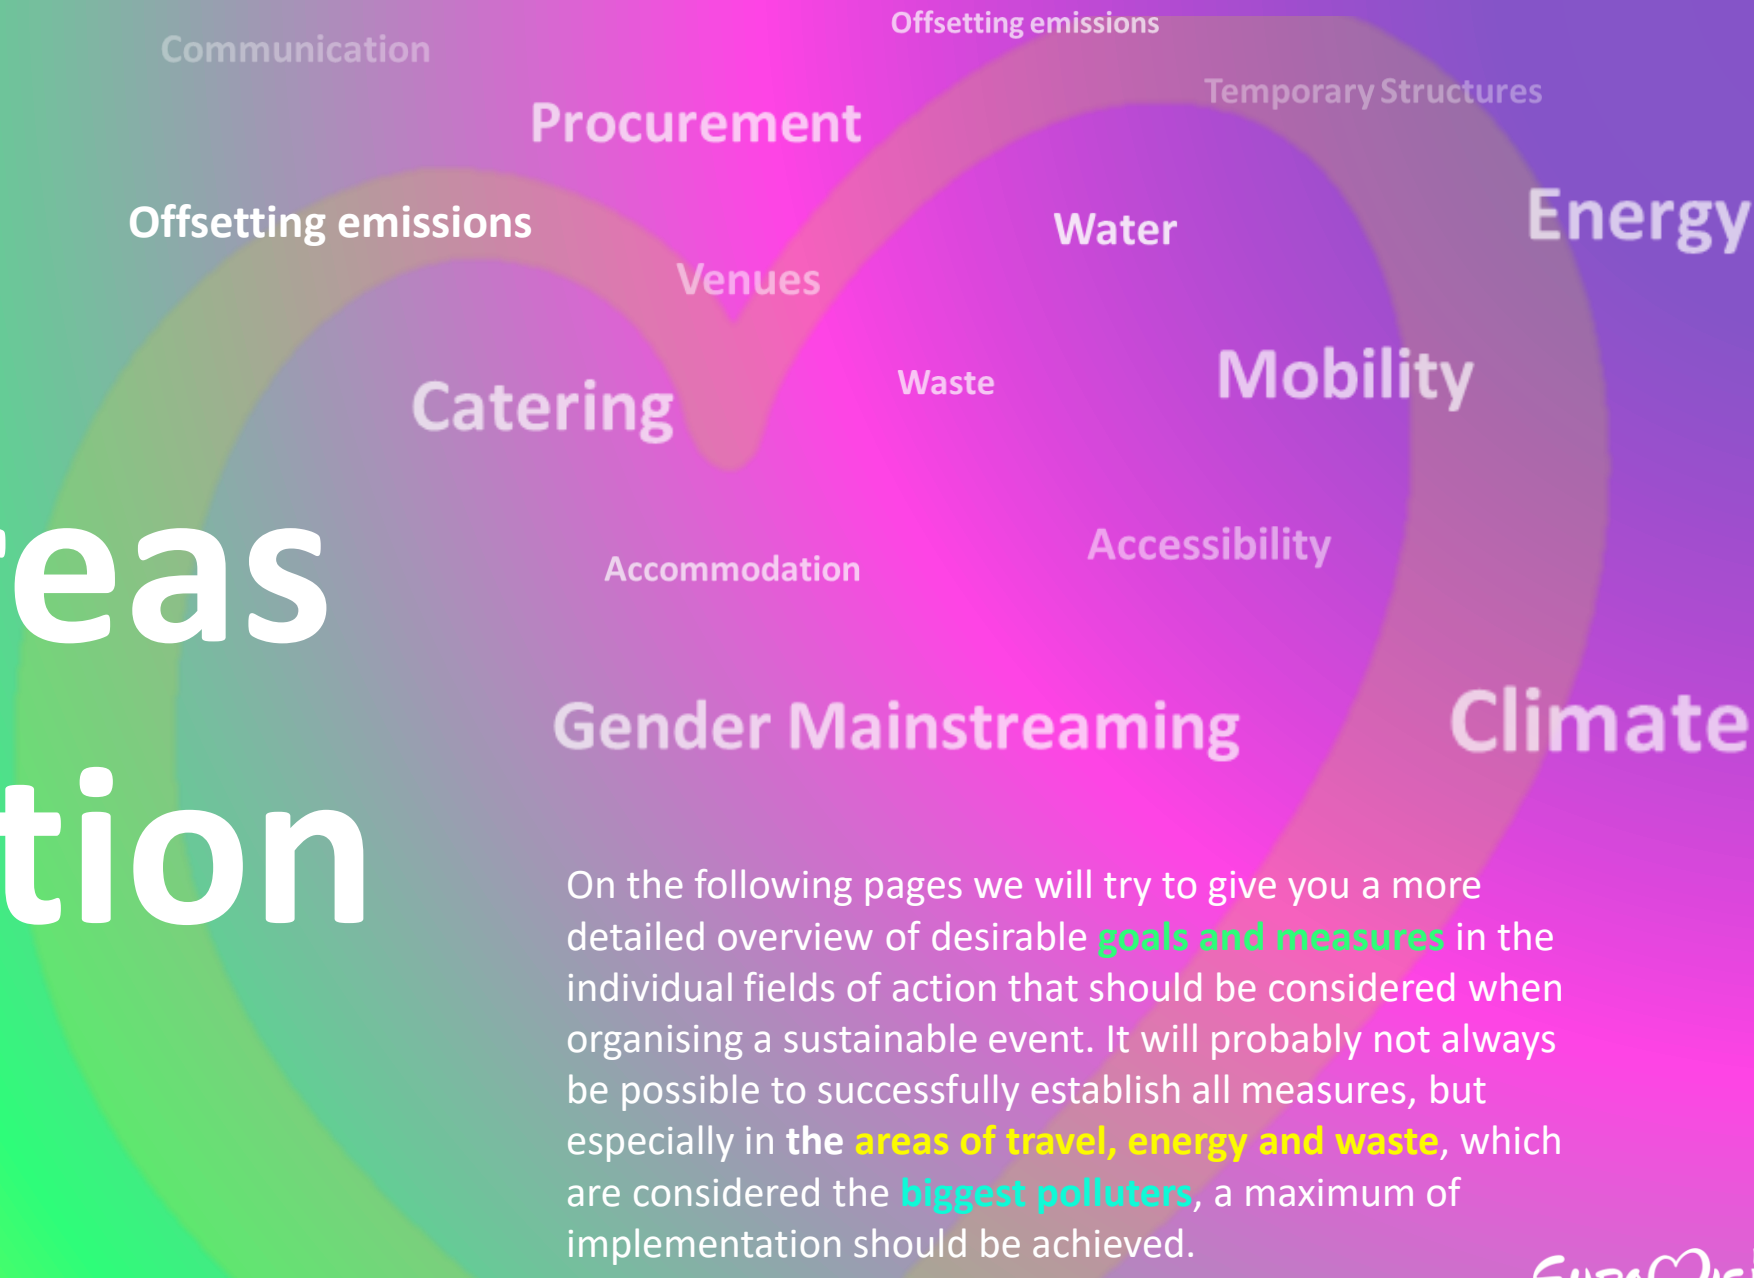 Offsetting emissions
Communication
Temporary Structures
Procurement
Offsetting emissions
Water
Energy
Venues
Mobility
Waste
Catering
Accessibility
Accommodation
reas
Gender Mainstreaming
Climate
tion
On the following pages we will try to give you a more
detailed overview of desirable goals and measures in the
individual fields of action that should be considered when
organising a sustainable event. It will probably not always
be possible to successfully establish all measures, but
especially in the areas of travel, energy and waste, which
are considered the biggest polluters, a maximum of
implementation should be achieved.